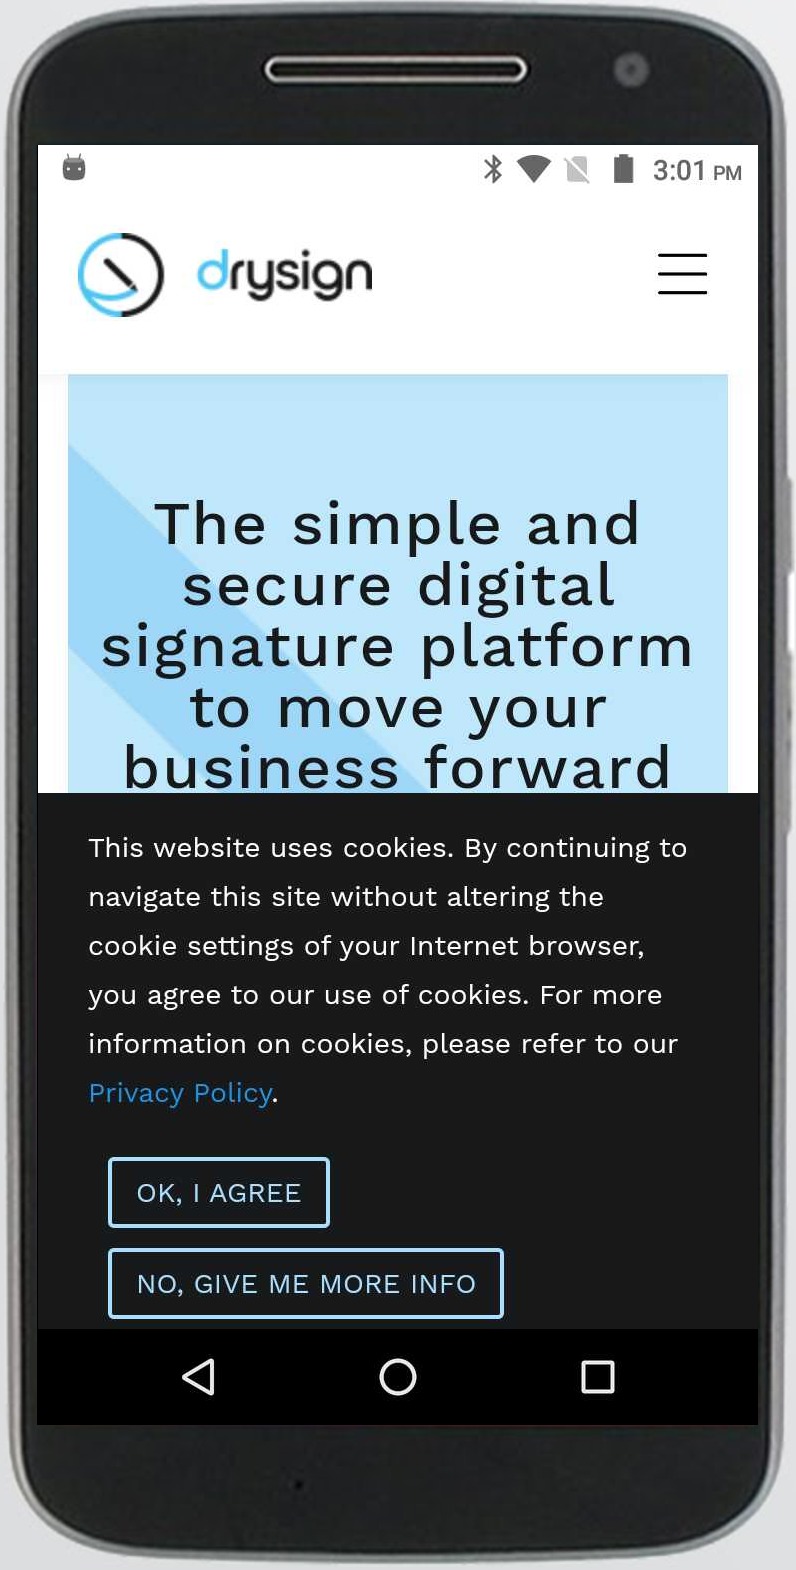 3:01 PM
drysign
The simple and
secure digital
signature platform
to move your
business forward
This website uses cookies. By continuing to
navigate this site without altering the
cookie settings of your Internet browser,
you agree to our use of cookies. For more
information on cookies, please refer to our
Privacy Policy.
OK, I AGREE
NO, GIVE ME MORE INFO